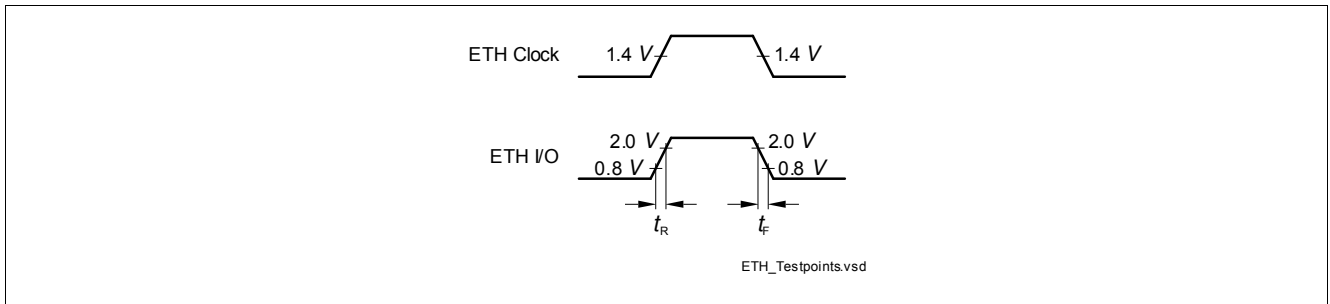 ETH Clock 1.4 V 1.4 V
2.0 V 2.0 V
ETH I/O
0.8 V 0.8 V
tR tF
ETH_Testpoints.vsd